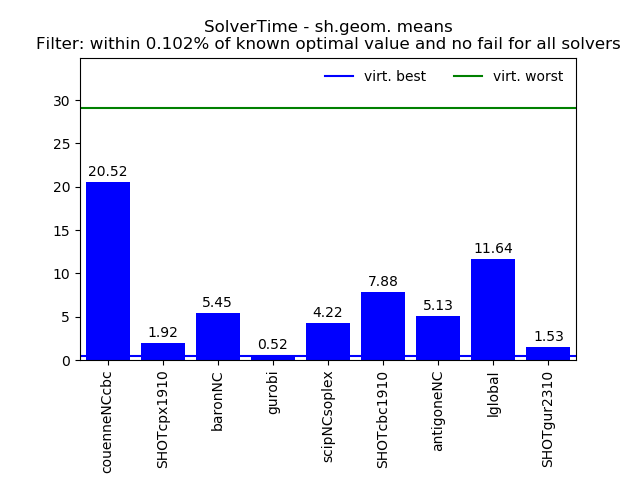 SolverTime - sh.geom. means
Filter: within 0.102% of known optimal value and no fail for all solvers
virt. best
virt. worst
30
25
20
15
10
5
0
20.52
1.92
5.45
0.52
4.22
7.88
5.13
11.64
1.53
couenneNCcbc
SHOTcpx1910
baronNC
gurobi
scipNCsoplex
SHOTcbc1910
antigoneNC
lglobal
SHOTgur2310